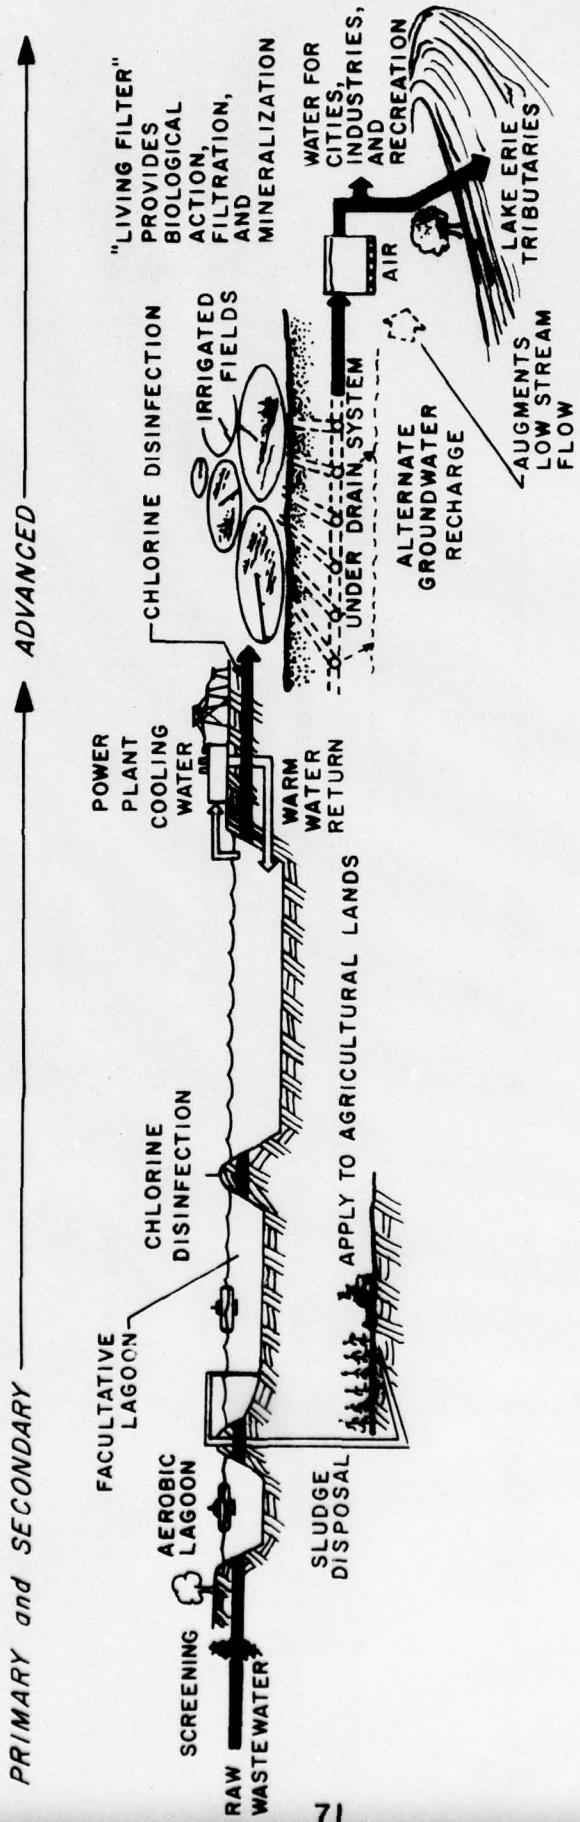 PRIMARY and SECONDARY
ADVANCED
RAW
WASTEWATER
SCREENING
AEROBIC
LAGOON
FACULTATIVE
LAGOON
SLUDGE
DISPOSAL
APPLY TO AGRICULTURAL LANDS
CHLORINE
DISINFECTION
POWER
PLANT
COOLING
WATER
WARM
WATER
RETURN
CHLORINE DISINFECTION
IRRIGATED
FIELDS
"LIVING FILTER"
PROVIDES
BIOLOGICAL
ACTION,
FILTRATION,
AND
MINERALIZATION
UNDER DRAIN SYSTEM
ALTERNATE
GROUNDWATER
RECHARGE
AIR
WATER FOR
CITIES,
INDUSTRIES,
AND
RECREATION
LAKE ERIE
TRIBUTARIES
AUGMENTS
LOW STREAM
FLOW
71